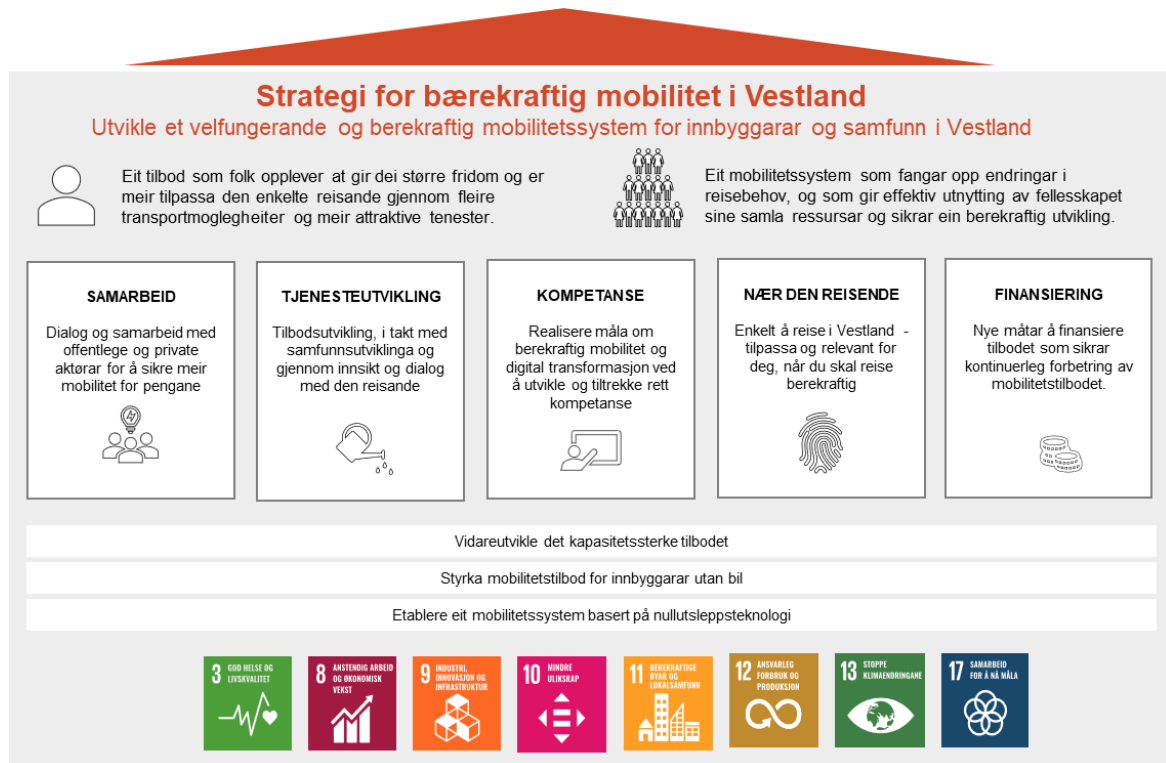 Strategi for bærekraftig mobilitet i Vestland
Utvikle et velfungerande og berekraftig mobilitetssystem for innbyggarar og samfunn i Vestland
Eit tilbod som folk opplever at gir dei større fridom og er
meir tilpassa den enkelte reisande gjennom fleire
transportmoglegheiter og meir attraktive tenester.
Eit mobilitetssystem som fangar opp endringar i
reisebehov, og som gir effektiv utnytting av fellesskapet
sine samla ressursar og sikrar ein berekraftig utvikling.
SAMARBEID
Dialog og samarbeid med
offentlege og private
aktørar for å sikre meir
mobilitet for pengane
TJENESTEUTVIKLING
Tilbodsutvikling, i takt med
samfunnsutviklinga og
gjennom innsikt og dialog
med den reisande
KOMPETANSE
Realisere måla om
berekraftig mobilitet og
digital transformasjon ved
å utvikle og tiltrekke rett
kompetanse
NÆR DEN REISENDE
Enkelt å reise i Vestland -
tilpassa og relevant for
deg, når du skal reise
berekraftig
FINANSIERING
Nye måtar å finansiere
tilbodet som sikrar
kontinuerleg forbetring av
mobilitetstilbodet.
Vidareutvikle det kapasitetssterke tilbodet
Styrka mobilitetstilbod for innbyggarar utan bil
Etablere eit mobilitetssystem basert på nullutsleppsteknologi
3 GOD HELSE OG
LIVSKVALITET
8 ANSTENDIG ARBEID
OG ØKONOMISK
VEKST
9 INDUSTRI,
INNOVASJON OG
INFRASTRUKTUR
10 MINDRE
ULIKSKAP
11 BEREKRAFTIGE
BYAR OG
LOKALSAMFUNN
12 ANSVARLEG
FORBRUK OG
PRODUKSJON
13 STOPPE
KLIMAENDRINGANE
17 SAMARBEID
FOR Å NÅ MÅLA